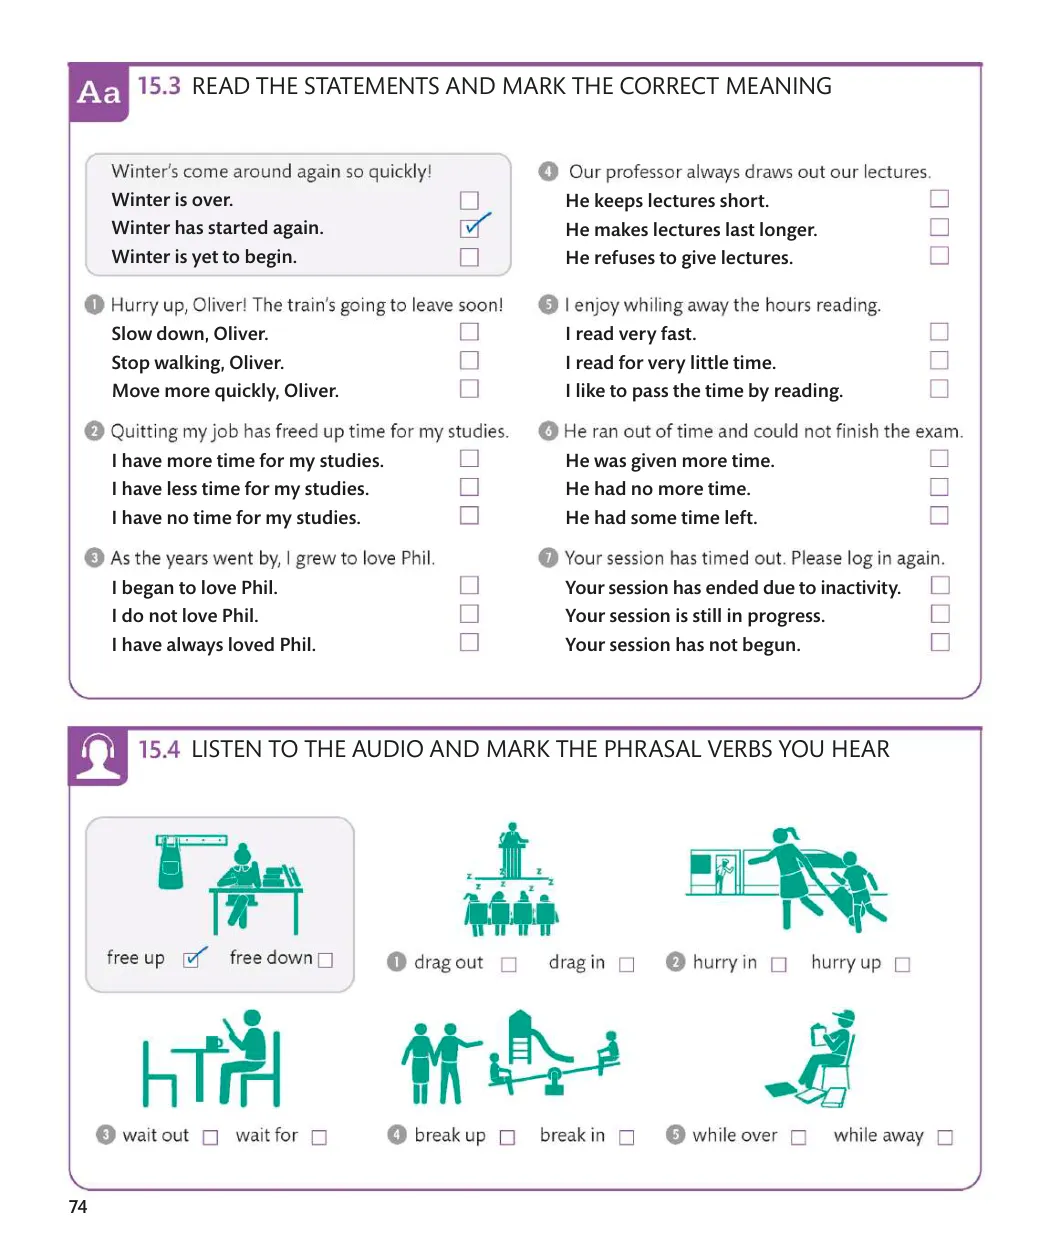 Aa 15.3 READ THE STATEMENTS AND MARK THE CORRECT MEANING
Winter's come around again so quickly!
Winter is over.
Winter has started again.
Winter is yet to begin.
1 Hurry up, Oliver! The train's going to leave soon!
Slow down, Oliver.
Stop walking, Oliver.
Move more quickly, Oliver.
2 Quitting my job has freed up time for my studies.
I have more time for my studies.
I have less time for my studies.
I have no time for my studies.
3 As the years went by, I grew to love Phil.
I began to love Phil.
I do not love Phil.
I have always loved Phil.
4 Our professor always draws out our lectures.
He keeps lectures short.
He makes lectures last longer.
He refuses to give lectures.
5 I enjoy whiling away the hours reading.
I read very fast.
I read for very little time.
I like to pass the time by reading.
6 He ran out of time and could not finish the exam.
He was given more time.
He had no more time.
He had some time left.
7 Your session has timed out. Please log in again.
Your session has ended due to inactivity.
Your session is still in progress.
Your session has not begun.
15.4 LISTEN TO THE AUDIO AND MARK THE PHRASAL VERBS YOU HEAR
z z z z z z
free up free down
1 drag out drag in
2 hurry in hurry up
3 wait out wait for
4 break up break in
5 while over while away
74